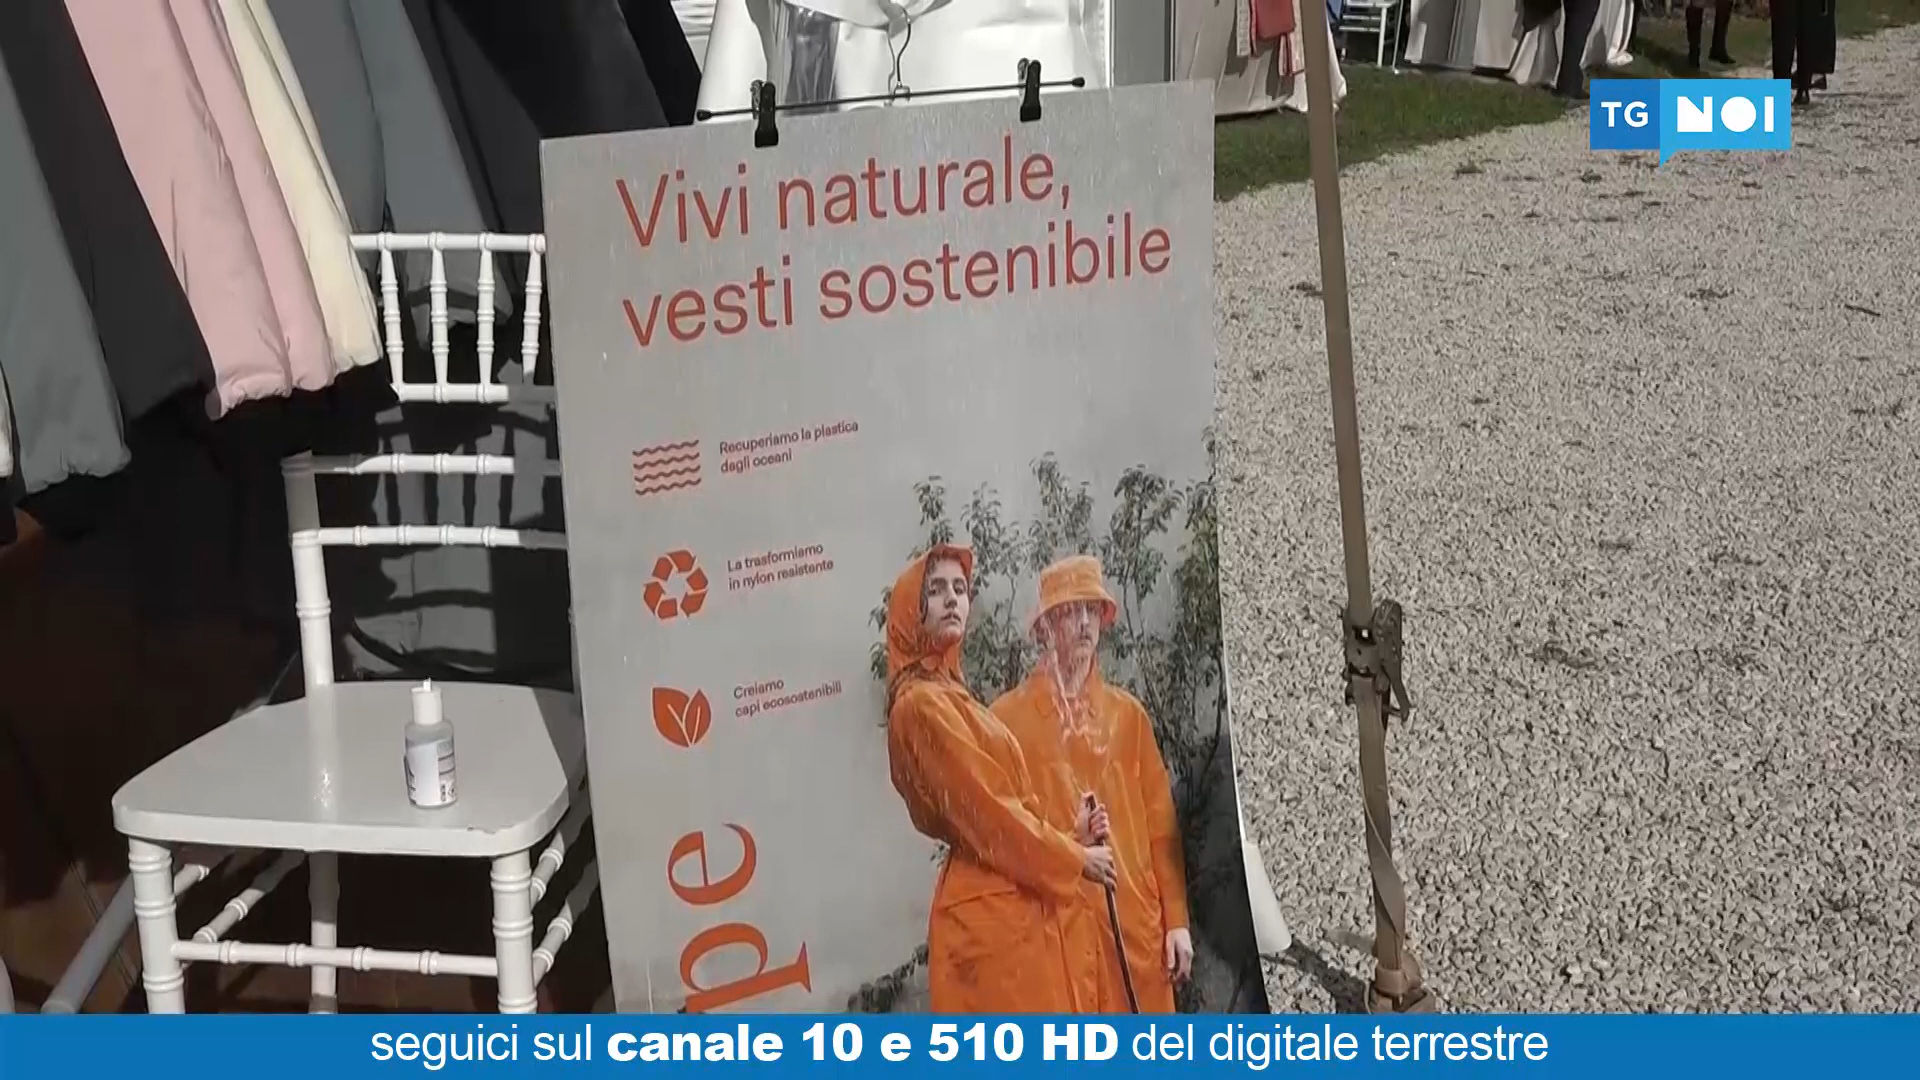 TG NOI
Vivi naturale,
vesti sostenibile
Recuperiamo la plastica
dagli oceani
La trasformiamo
in nylon resistente
Creiamo
capi ecosostenibili
pe
seguici sul canale 10 e 510 HD del digitale terrestre